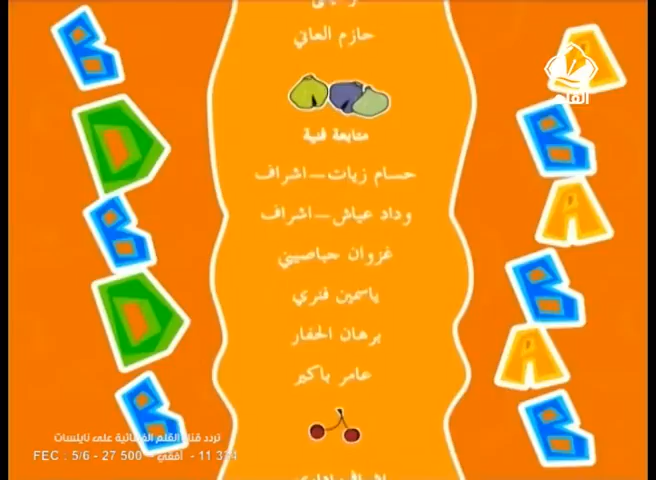 حازم العاني
متابعة فنية
حسام زيات – اشراف
وداد عياش – اشراف
غزوان حباصيني
ياسمين فنري
برهان الحفار
عامر باكير
B
D
B
D
B
A
B
A
B
A
B
تردد قناة القلم الفضائية على نايلسات
FEC : 5/6 - 27 500 - أفقي - 11 334